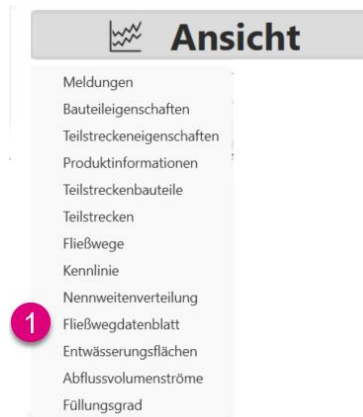 Ansicht
Meldungen
Bauteileigenschaften
Teilstreckeneigenschaften
Produktinformationen
Teilstreckenbauteile
Teilstrecken
Fließwege
Kennlinie
Nennweitenverteilung
1 Fließwegdatenblatt
Entwässerungsflächen
Abflussvolumenströme
Füllungsgrad